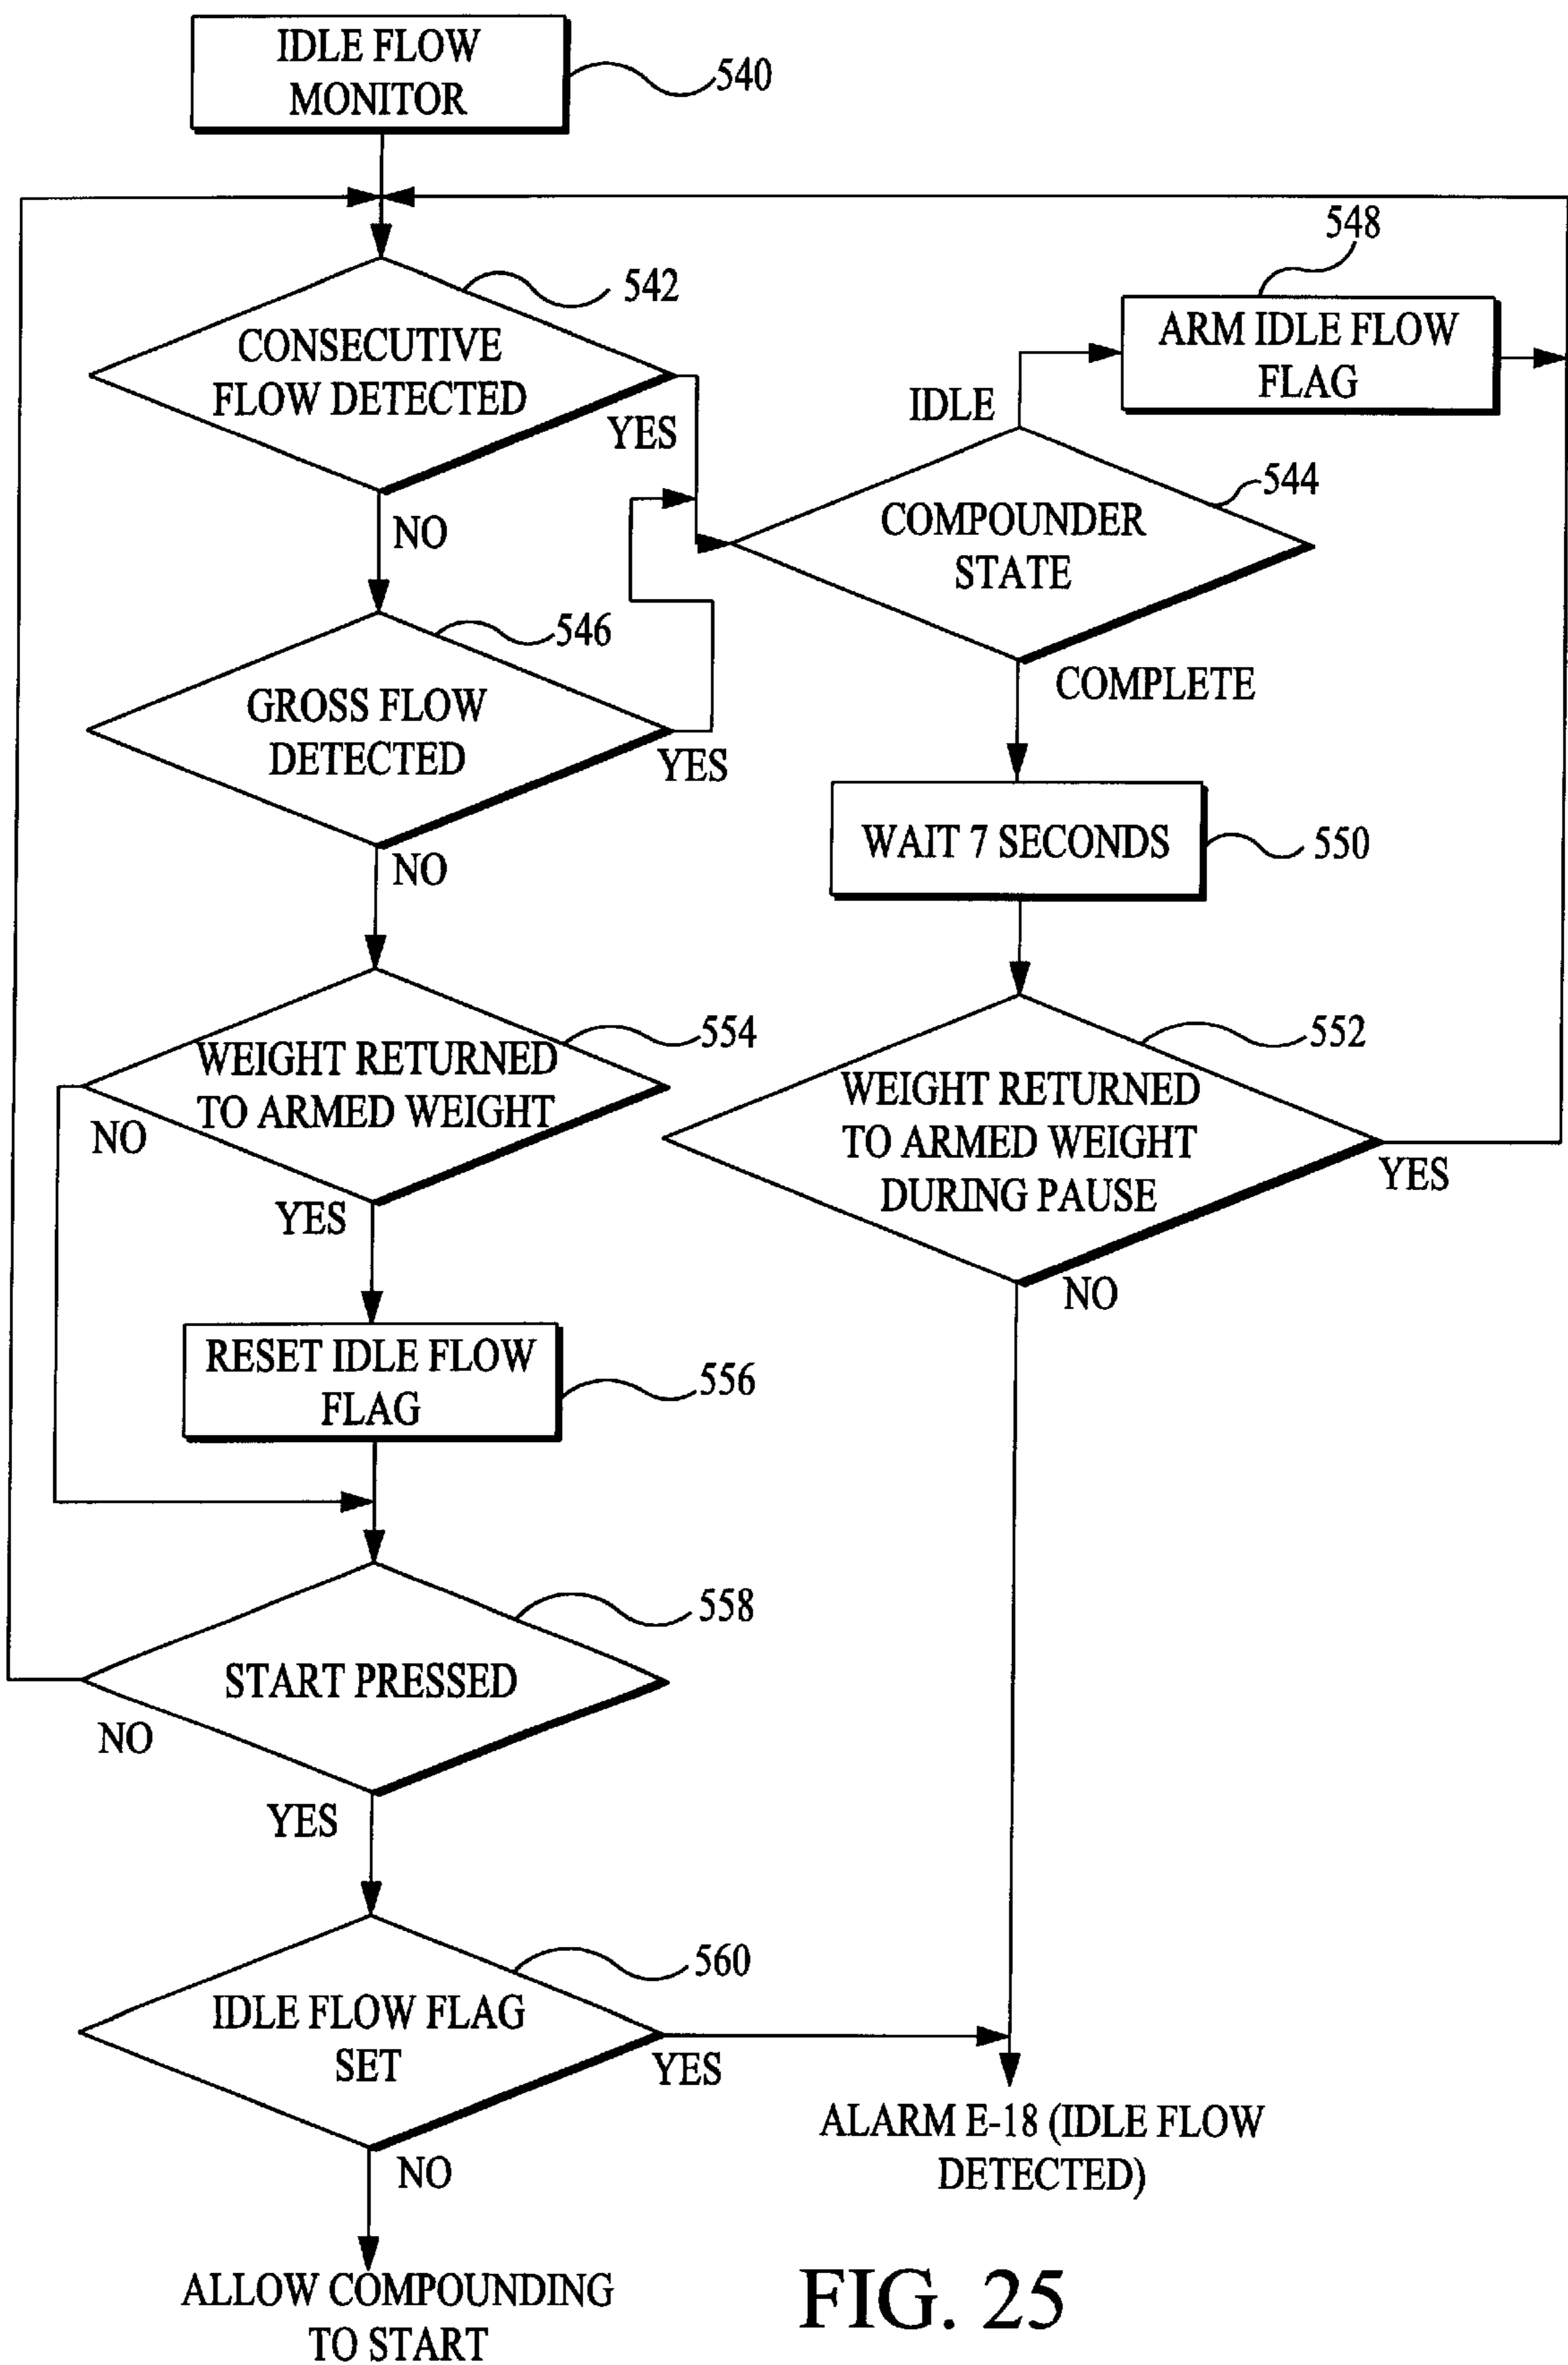 IDLE FLOW
MONITOR
540
542
CONSECUTIVE
FLOW DETECTED
YES
NO
548
ARM IDLE FLOW
FLAG
IDLE
544
COMPOUNDER
STATE
COMPLETE
546
GROSS FLOW
DETECTED
YES
NO
WAIT 7 SECONDS
550
554
WEIGHT RETURNED
TO ARMED WEIGHT
NO
YES
552
WEIGHT RETURNED
TO ARMED WEIGHT
DURING PAUSE
YES
NO
RESET IDLE FLOW
FLAG
556
558
START PRESSED
NO
YES
560
IDLE FLOW FLAG
SET
YES
NO
ALARM E-18 (IDLE FLOW
DETECTED)
ALLOW COMPOUNDING
TO START
FIG. 25